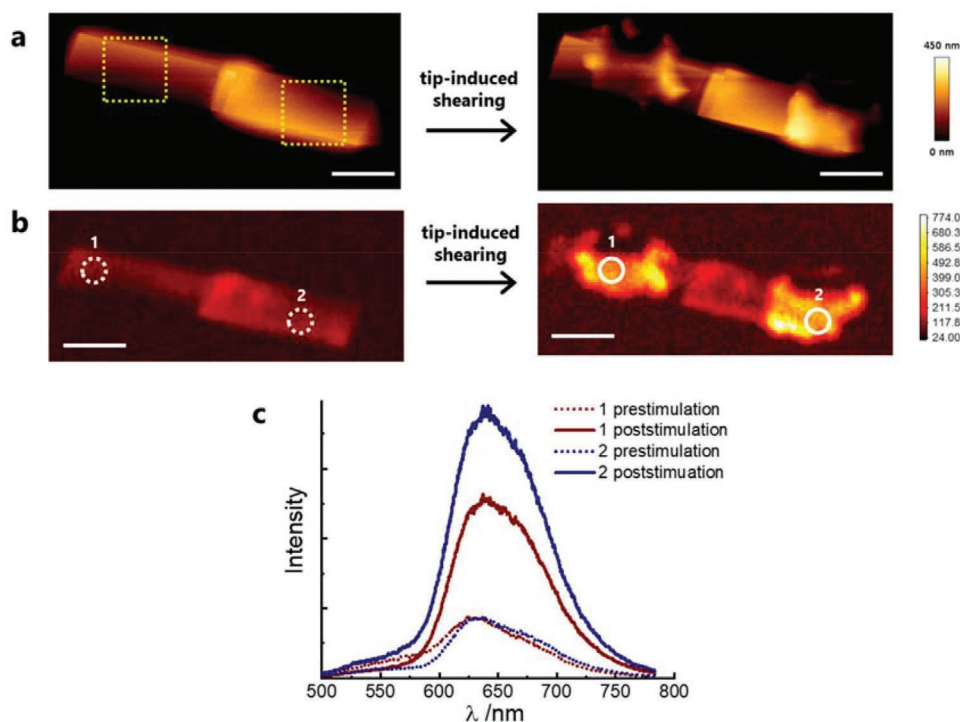 a
tip-induced
shearing
450 nm
0 nm
b
1
2
tip-induced
shearing
1
2
774.0
680.3
586.5
492.8
399.0
305.3
211.5
117.8
24.00
c
1 prestimulation
1 poststimulation
2 prestimulation
2 poststimuation
Intensity
500 550 600 650 700 750 800
λ /nm